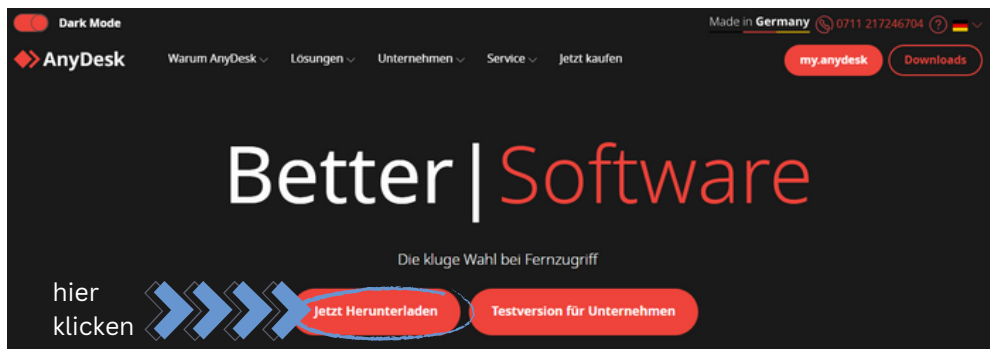 Dark Mode
Made in Germany 0711 217246704 ?
AnyDesk Warum AnyDesk Lösungen Unternehmen Service Jetzt kaufen my.anydesk Downloads
Better|Software
Die kluge Wahl bei Fernzugriff
hier
klicken
Jetzt Herunterladen Testversion für Unternehmen